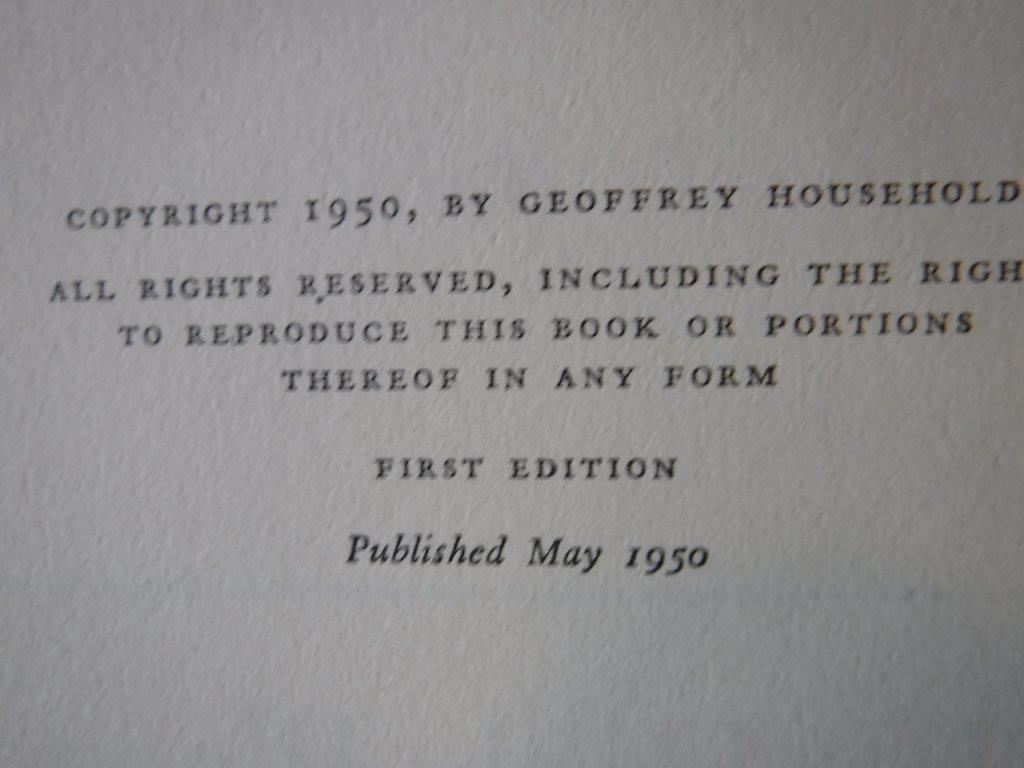 COPYRIGHT 1950, BY GEOFFREY HOUSEHOLD
ALL RIGHTS RESERVED, INCLUDING THE RIGH
TO REPRODUCE THIS BOOK OR PORTIONS
THEREOF IN ANY FORM
FIRST EDITION
Published May 1950